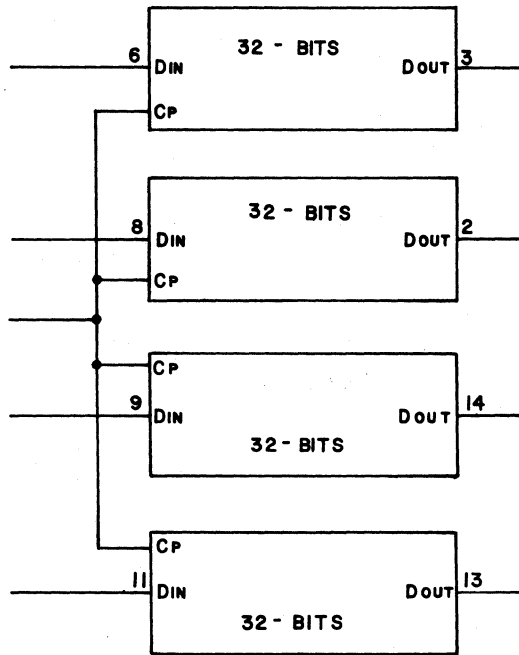 32 - BITS
6 DIN DOUT 3
CP
32 - BITS
8 DIN DOUT 2
CP
CP
9 DIN DOUT 14
32 - BITS
CP
11 DIN DOUT 13
32 - BITS